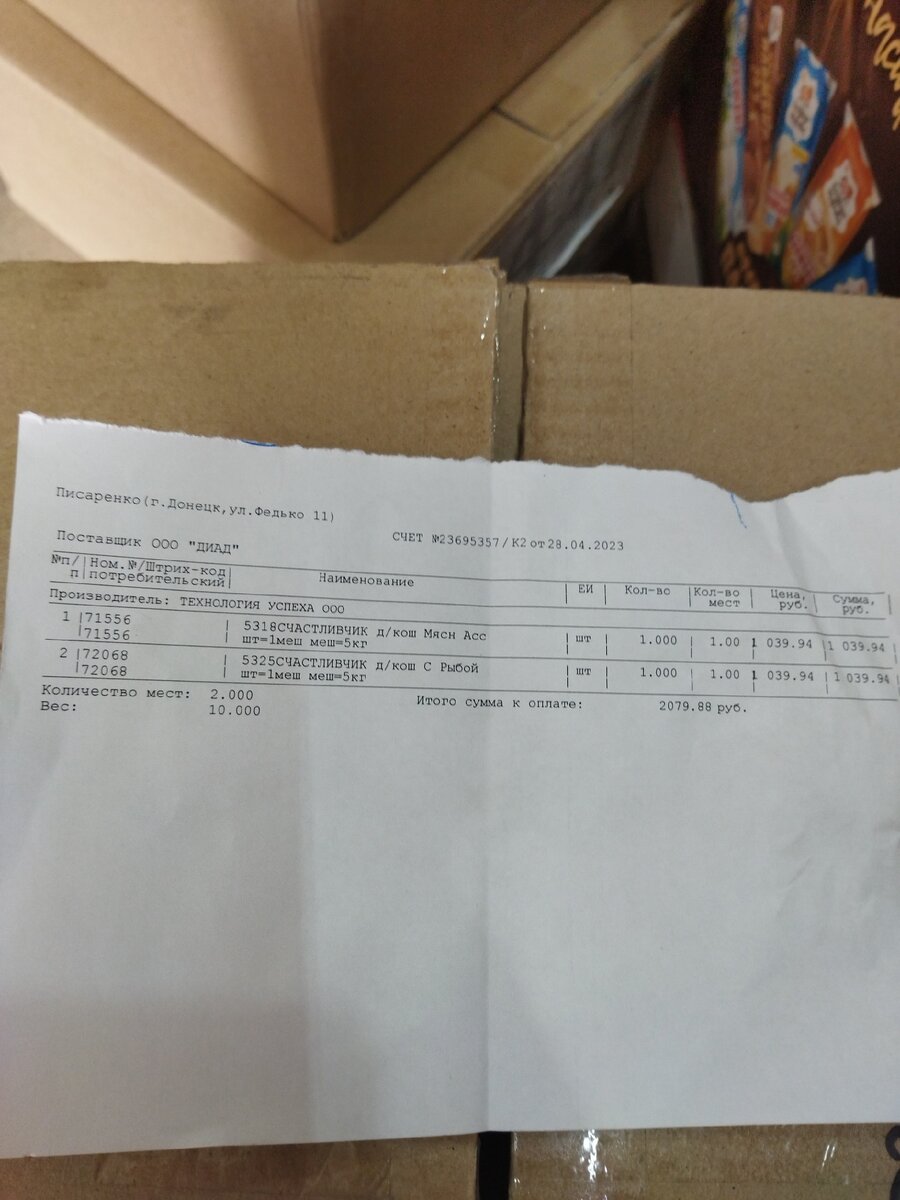 Писаренко(г.Донецк,ул.Федько 11)
Поставщик ООО "ДИАД"
СЧЕТ №23695357/К2 от 28.04.2023
№п/п Ном.№/Штрих-код потребительский Наименование ЕИ Кол-во Кол-во мест Цена, руб. Сумма, руб.
Производитель: ТЕХНОЛОГИЯ УСПЕХА ООО
1 |71556 | 5318СЧАСТЛИВЧИК д/кош Мясн Асс | шт | 1.000 | 1.00 | 1 039.94 | 1 039.94
|71556 | шт=1меш меш=5кг
2 |72068 | 5325СЧАСТЛИВЧИК д/кош С Рыбой | шт | 1.000 | 1.00 | 1 039.94 | 1 039.94
|72068 | шт=1меш меш=5кг
Количество мест: 2.000 Итого сумма к оплате: 2079.88 руб.
Вес: 10.000